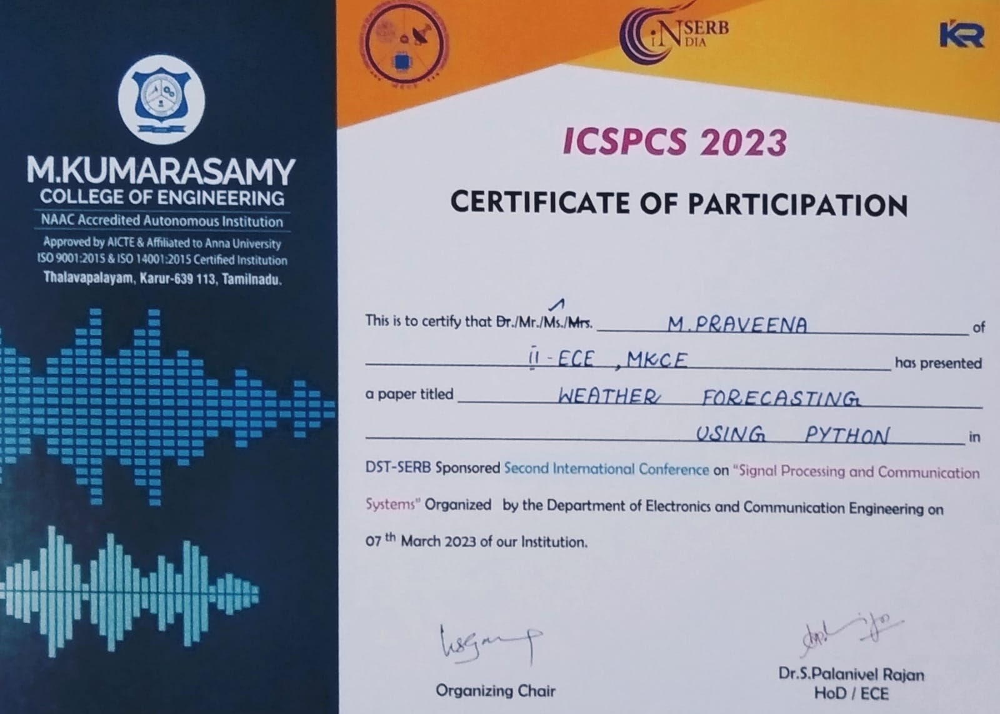 M.KUMARASAMY
COLLEGE OF ENGINEERING
NAAC Accredited Autonomous Institution
Approved by AICTE & Affiliated to Anna University
ISO 9001:2015 & ISO 14001:2015 Certified Institution
Thalavapalayam, Karur-639 113, Tamilnadu.
iNSERB
DIA
KR
ICSPCS 2023
CERTIFICATE OF PARTICIPATION
This is to certify that Dr./Mr./Ms./Mrs. M. PRAVEENA of
II - ECE , MKCE has presented
a paper titled WEATHER FORECASTING
USING PYTHON in
DST-SERB Sponsored Second International Conference on "Signal Processing and Communication
Systems" Organized by the Department of Electronics and Communication Engineering on
07th March 2023 of our Institution.
Organizing Chair
Dr.S.Palanivel Rajan
HoD / ECE